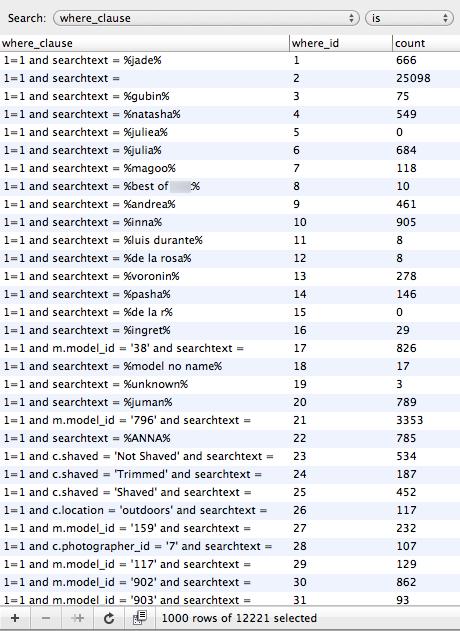 Search: where_clause is
where_clause where_id count
1=1 and searchtext = %jade% 1 666
1=1 and searchtext = 2 25098
1=1 and searchtext = %gubin% 3 75
1=1 and searchtext = %natasha% 4 549
1=1 and searchtext = %juliea% 5 0
1=1 and searchtext = %julia% 6 684
1=1 and searchtext = %magoo% 7 118
1=1 and searchtext = %best of % 8 10
1=1 and searchtext = %andrea% 9 461
1=1 and searchtext = %inna% 10 905
1=1 and searchtext = %luis durante% 11 8
1=1 and searchtext = %de la rosa% 12 8
1=1 and searchtext = %voronin% 13 278
1=1 and searchtext = %pasha% 14 146
1=1 and searchtext = %de la r% 15 0
1=1 and searchtext = %ingret% 16 29
1=1 and m.model_id = '38' and searchtext = 17 826
1=1 and searchtext = %model no name% 18 17
1=1 and searchtext = %unknown% 19 3
1=1 and searchtext = %juman% 20 789
1=1 and m.model_id = '796' and searchtext = 21 3353
1=1 and searchtext = %ANNA% 22 785
1=1 and c.shaved = 'Not Shaved' and searchtext = 23 534
1=1 and c.shaved = 'Trimmed' and searchtext = 24 187
1=1 and c.shaved = 'Shaved' and searchtext = 25 452
1=1 and c.location = 'outdoors' and searchtext = 26 117
1=1 and m.model_id = '159' and searchtext = 27 232
1=1 and c.photographer_id = '7' and searchtext = 28 107
1=1 and m.model_id = '117' and searchtext = 29 129
1=1 and m.model_id = '902' and searchtext = 30 862
1=1 and m.model_id = '903' and searchtext = 31 93
1000 rows of 12221 selected